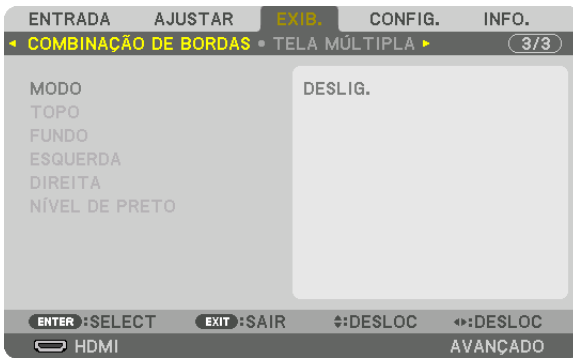 ENTRADA AJUSTAR EXIB. CONFIG. INFO.
COMBINAÇÃO DE BORDAS • TELA MÚLTIPLA 3/3
MODO DESLIG.
TOPO
FUNDO
ESQUERDA
DIREITA
NÍVEL DE PRETO
ENTER :SELECT EXIT :SAIR :DESLOC :DESLOC
HDMI AVANÇADO